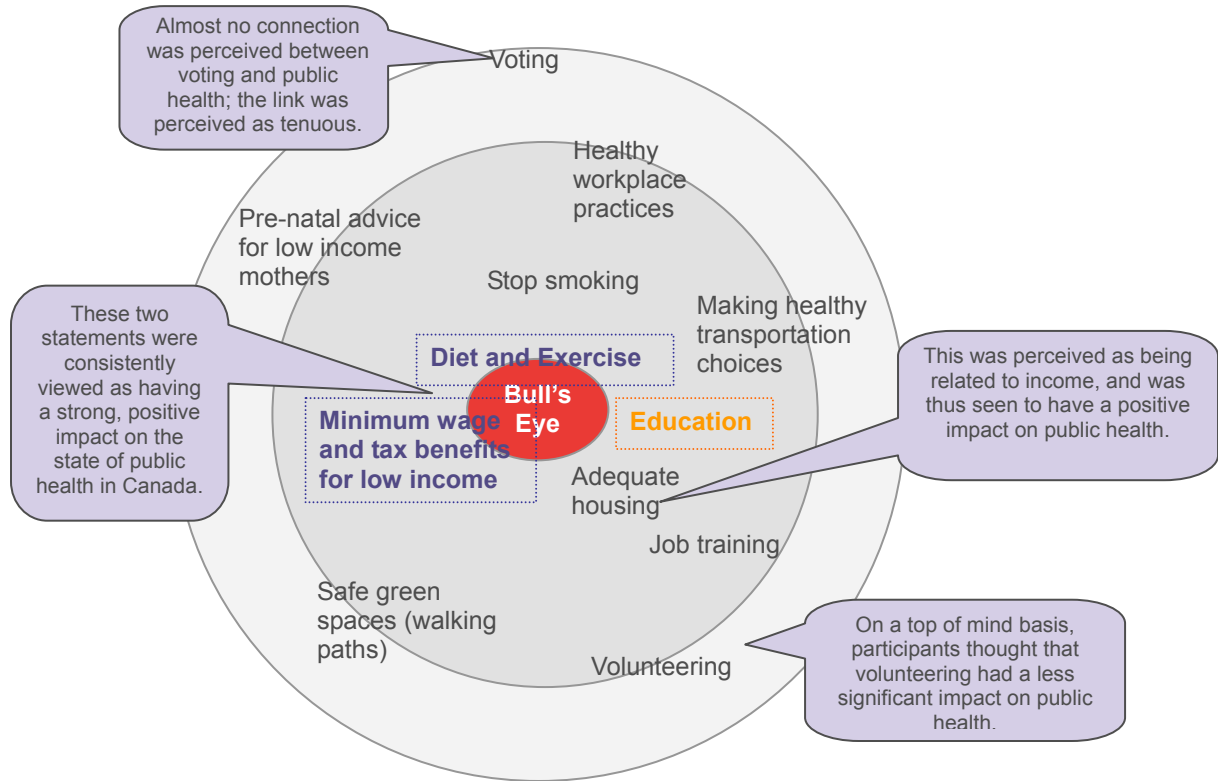 Almost no connection
was perceived between
voting and public
health; the link was
perceived as tenuous.
Voting
Healthy
workplace
practices
Pre-natal advice
for low income
mothers
Stop smoking
Making healthy
transportation
choices
These two
statements were
consistently
viewed as having
a strong, positive
impact on the
state of public
health in Canada.
Diet and Exercise
Bull's
Eye
Minimum wage
and tax benefits
for low income
Education
This was perceived as being
related to income, and was
thus seen to have a positive
impact on public health.
Adequate
housing
Job training
Safe green
spaces (walking
paths)
Volunteering
On a top of mind basis,
participants thought that
volunteering had a less
significant impact on public
health.